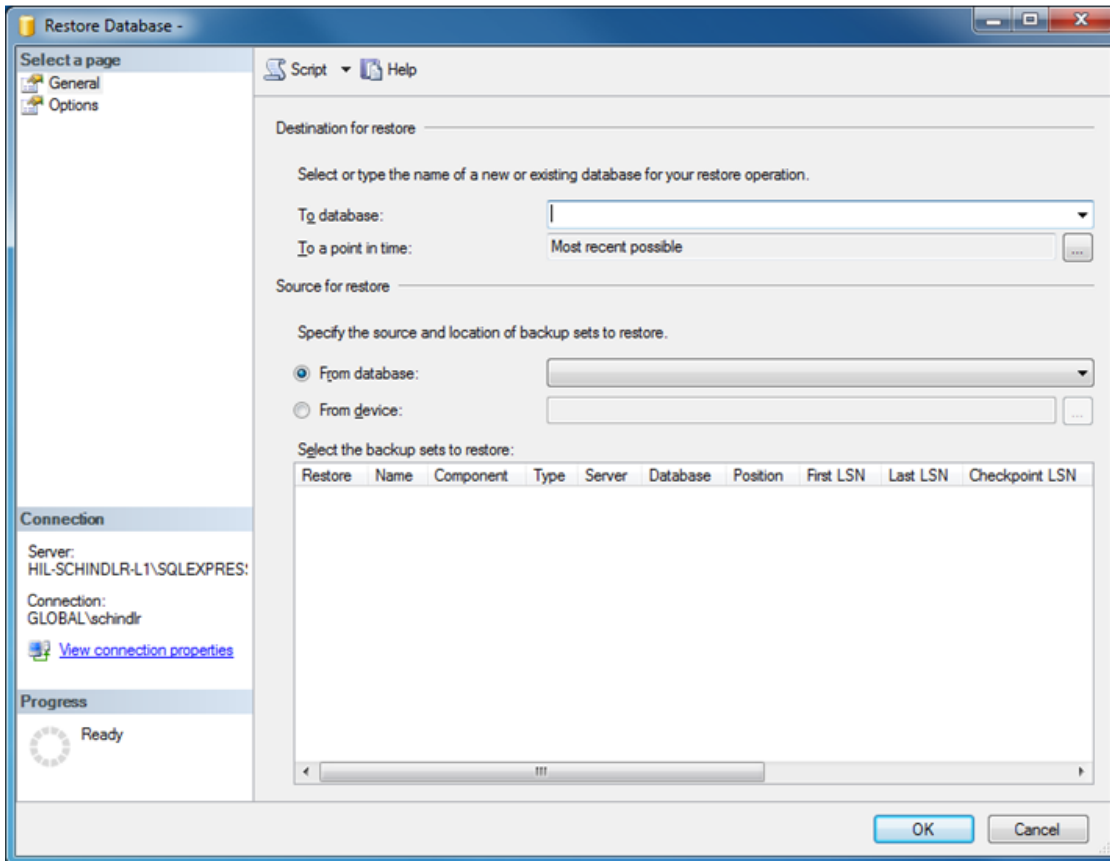 Restore Database -
Select a page
General
Options
Script
Help
Destination for restore
Select or type the name of a new or existing database for your restore operation.
To database:
To a point in time:
Most recent possible
...
Source for restore
Specify the source and location of backup sets to restore.
From database:
From device:
...
Select the backup sets to restore:
Restore Name Component Type Server Database Position First LSN Last LSN Checkpoint LSN
Connection
Server:
HIL-SCHINDLR-L1\SQLEXPRES
Connection:
GLOBAL\schindlr
View connection properties
Progress
Ready
OK
Cancel